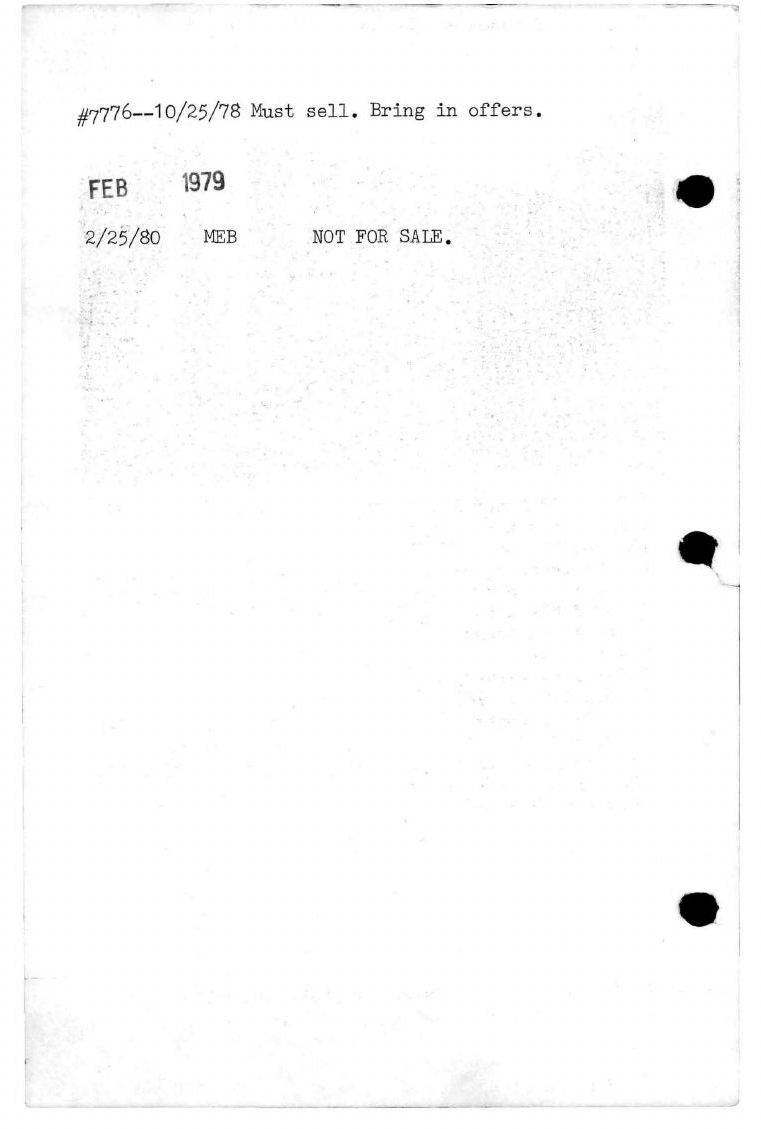 #7776--10/25/78 Must sell. Bring in offers.
FEB 1979
2/25/80 MEB NOT FOR SALE.